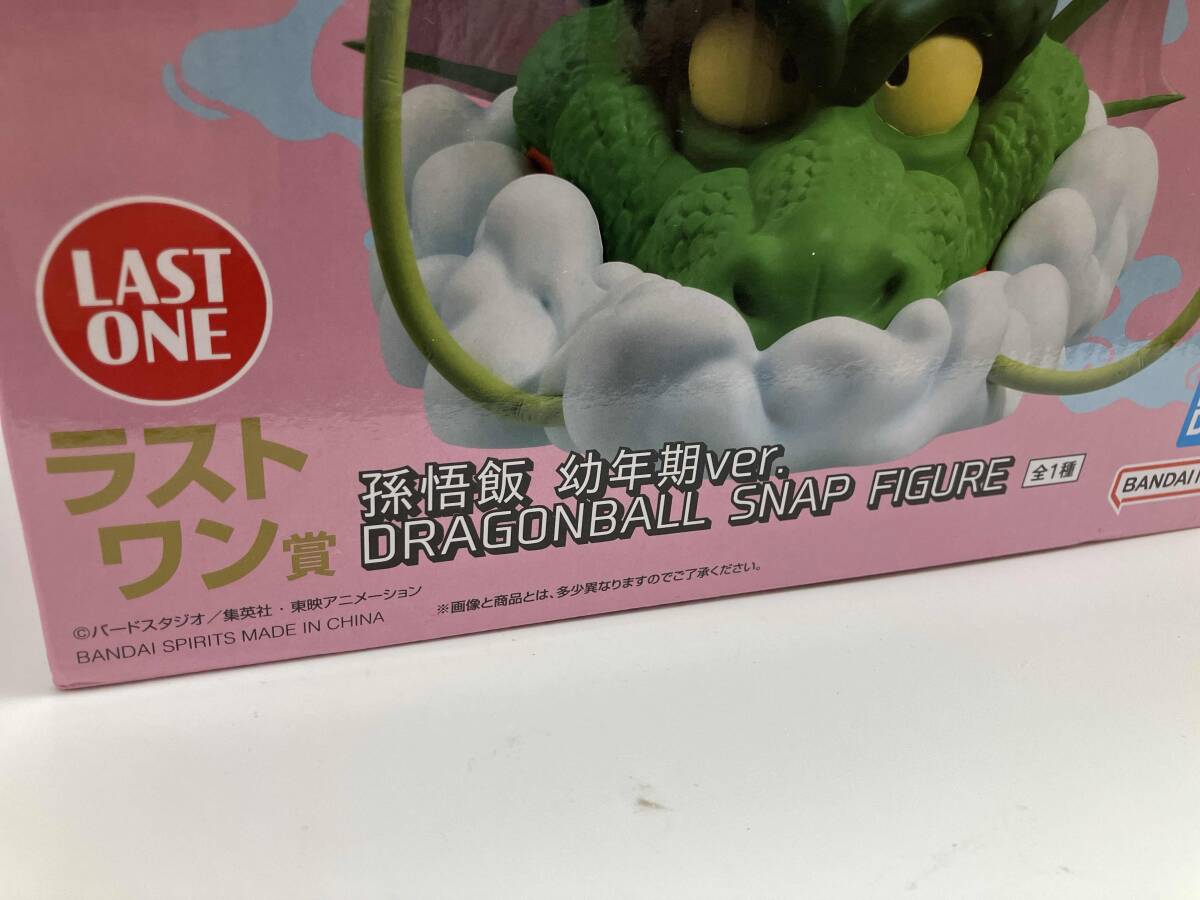 LAST
ONE
ラスト
ワン賞
孫悟飯 幼年期ver.
DRAGONBALL SNAP FIGURE 全1種
BANDAI
©バードスタジオ/集英社・東映アニメーション
BANDAI SPIRITS MADE IN CHINA
※画像と商品とは、多少異なりますのでご了承ください。